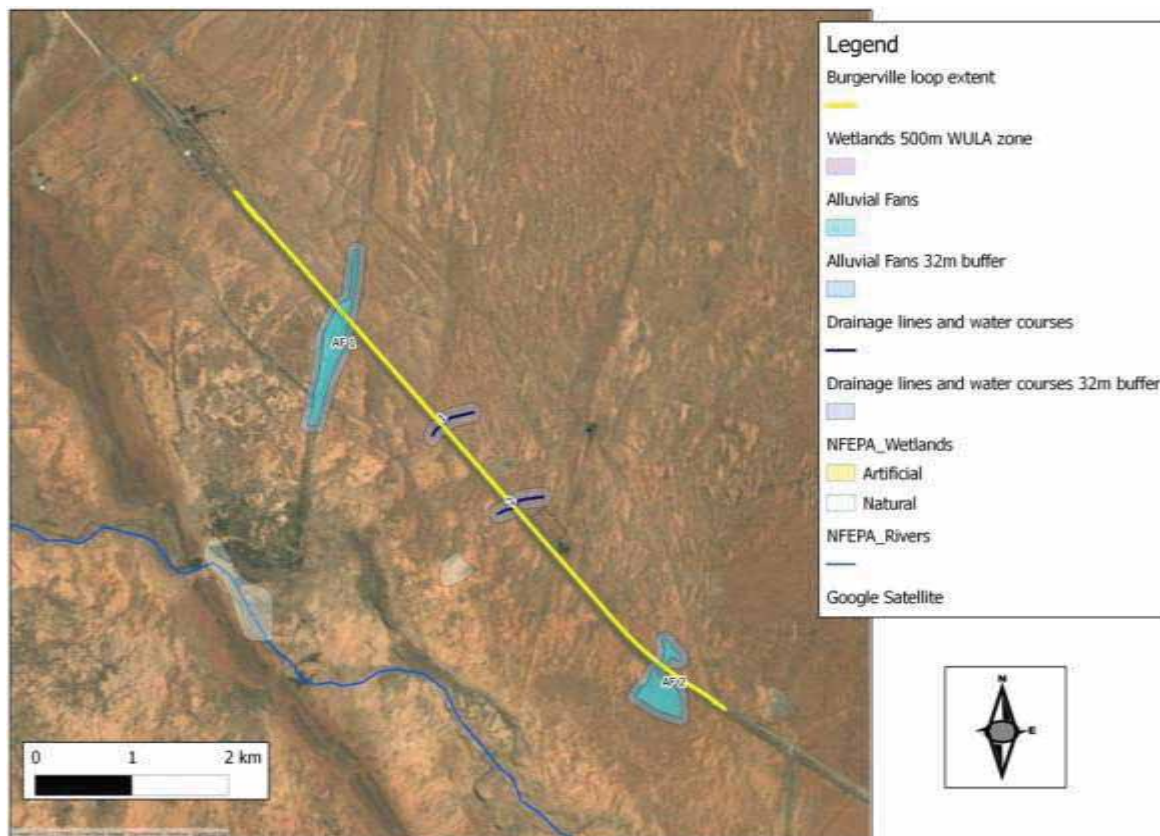 Legend
Burgerville loop extent
Wetlands 500m WULA zone
Alluvial Fans
Alluvial Fans 32m buffer
Drainage lines and water courses
Drainage lines and water courses 32m buffer
NFEPA_Wetlands
Artificial
Natural
NFEPA_Rivers
Google Satellite
AF 1
AF 2
0 1 2 km
N
E